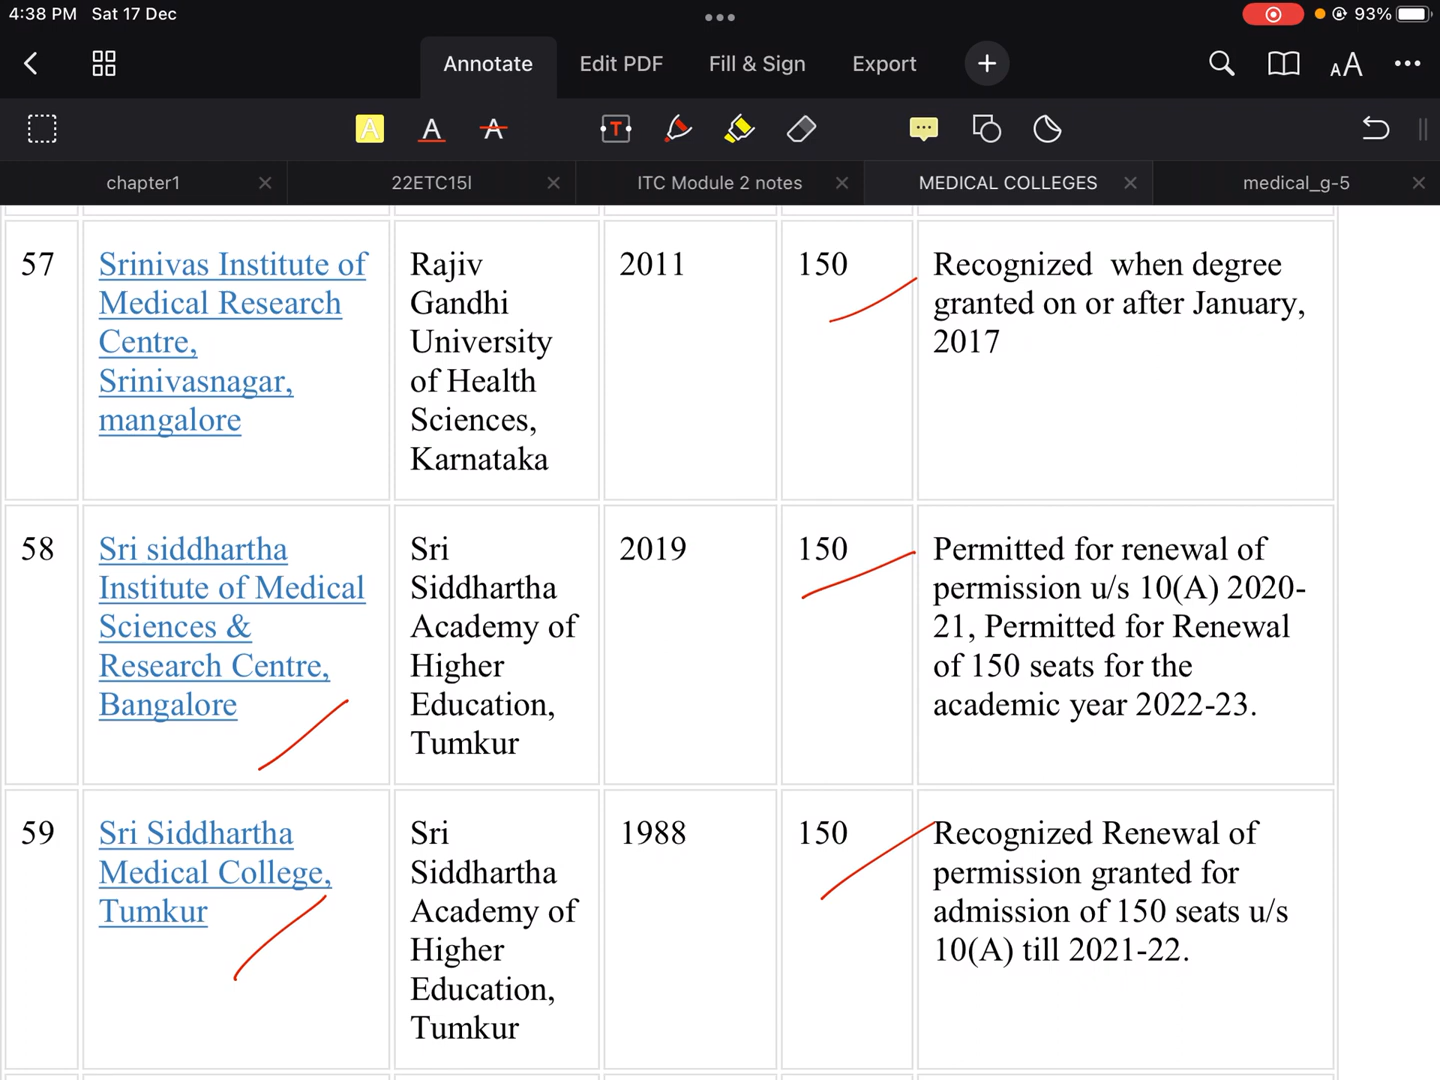 4:38 PM Sat 17 Dec
93%
Annotate
Edit PDF
Fill & Sign
Export
AA
A
A
A
T
chapter1
22ETC15I
ITC Module 2 notes
MEDICAL COLLEGES
medical_g-5
57
Srinivas Institute of
Medical Research
Centre,
Srinivasnagar,
mangalore
Rajiv
Gandhi
University
of Health
Sciences,
Karnataka
2011
150
Recognized when degree
granted on or after January,
2017
58
Sri siddhartha
Institute of Medical
Sciences &
Research Centre,
Bangalore
Sri
Siddhartha
Academy of
Higher
Education,
Tumkur
2019
150
Permitted for renewal of
permission u/s 10(A) 2020-
21, Permitted for Renewal
of 150 seats for the
academic year 2022-23.
59
Sri Siddhartha
Medical College,
Tumkur
Sri
Siddhartha
Academy of
Higher
Education,
Tumkur
1988
150
Recognized Renewal of
permission granted for
admission of 150 seats u/s
10(A) till 2021-22.